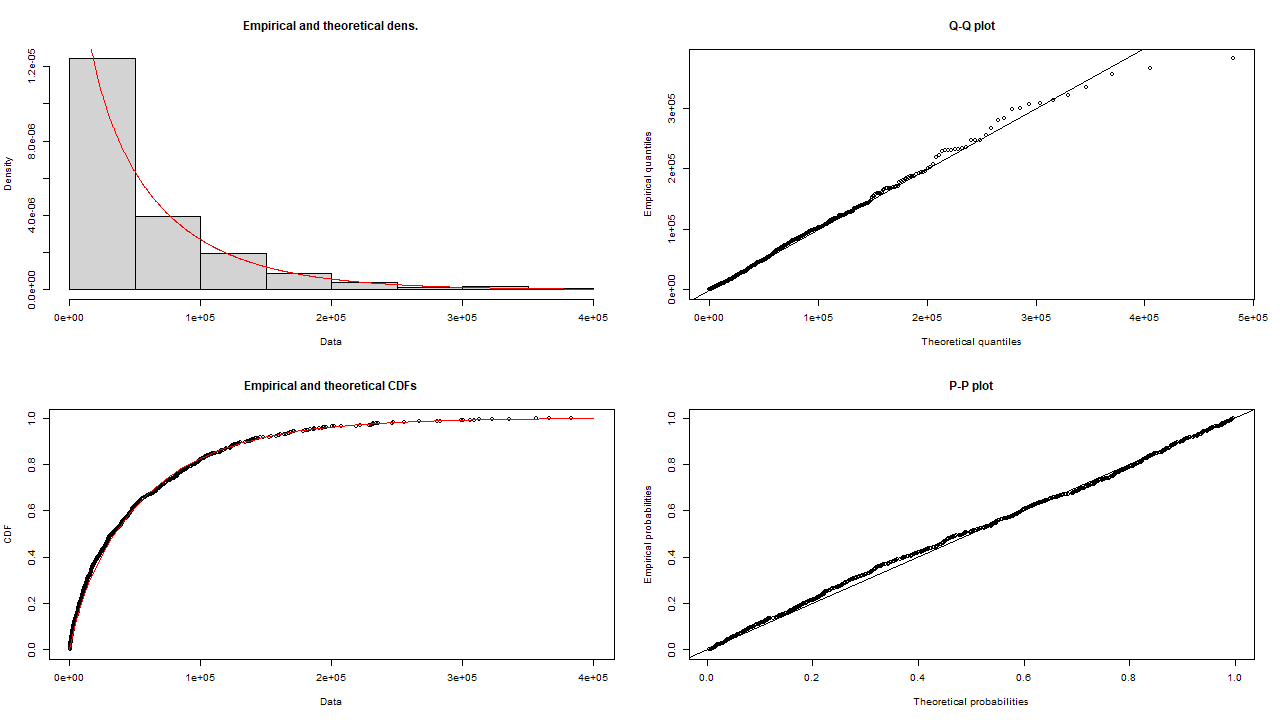 Empirical and theoretical dens.
Density
0.0e+00 4.0e-06 8.0e-06 1.2e-05
0e+00 1e+05 2e+05 3e+05 4e+05
Data
Q-Q plot
Empirical quantiles
0e+00 1e+05 2e+05 3e+05
0e+00 1e+05 2e+05 3e+05 4e+05 5e+05
Theoretical quantiles
Empirical and theoretical CDFs
CDF
0.0 0.2 0.4 0.6 0.8 1.0
0e+00 1e+05 2e+05 3e+05 4e+05
Data
P-P plot
Empirical probabilities
0.0 0.2 0.4 0.6 0.8 1.0
0.0 0.2 0.4 0.6 0.8 1.0
Theoretical probabilities